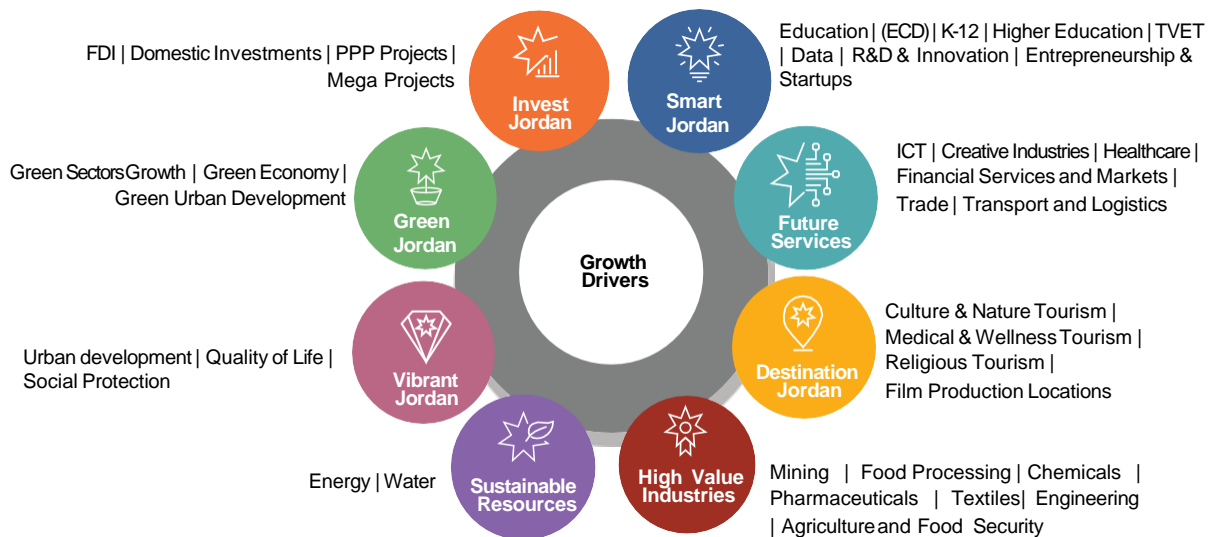 FDI | Domestic Investments | PPP Projects |
Mega Projects
Invest
Jordan
Education | (ECD) | K-12 | Higher Education | TVET
| Data | R&D & Innovation | Entrepreneurship &
Startups
Smart
Jordan
Green Sectors Growth | Green Economy |
Green Urban Development
Green
Jordan
ICT | Creative Industries | Healthcare |
Financial Services and Markets |
Trade | Transport and Logistics
Future
Services
Growth
Drivers
Urban development | Quality of Life |
Social Protection
Vibrant
Jordan
Culture & Nature Tourism |
Medical & Wellness Tourism |
Religious Tourism |
Film Production Locations
Destination
Jordan
Energy | Water
Sustainable
Resources
High Value
Industries
Mining | Food Processing | Chemicals |
Pharmaceuticals | Textiles | Engineering
| Agriculture and Food Security